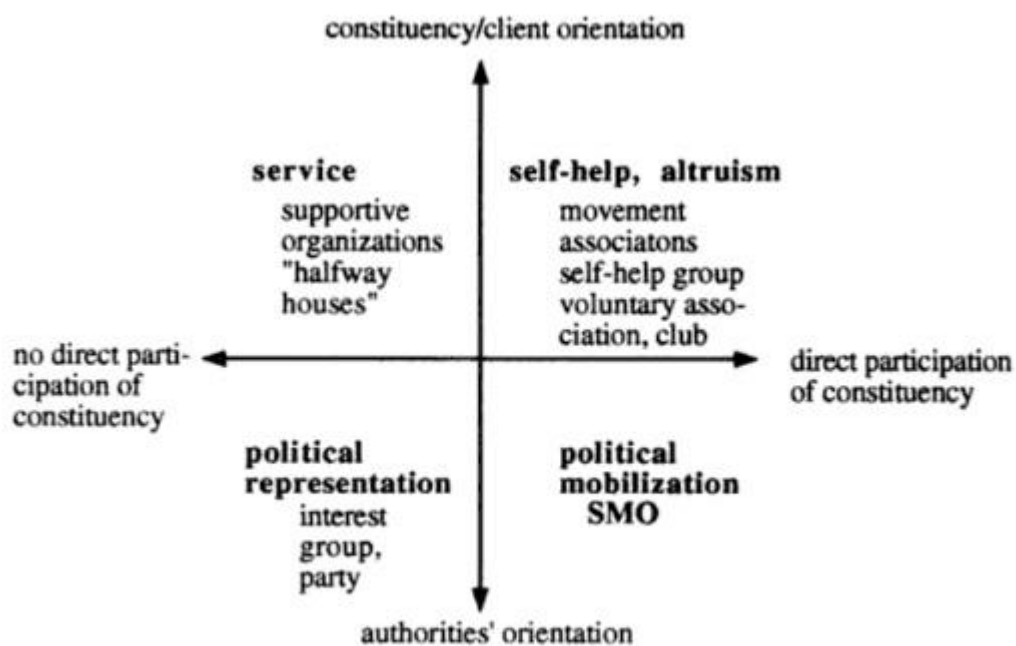 constituency/client orientation
service
supportive
organizations
"halfway
houses"
self-help, altruism
movement
associatons
self-help group
voluntary asso-
ciation, club
no direct parti-
cipation of
constituency
direct participation
of constituency
political
representation
interest
group,
party
political
mobilization
SMO
authorities' orientation